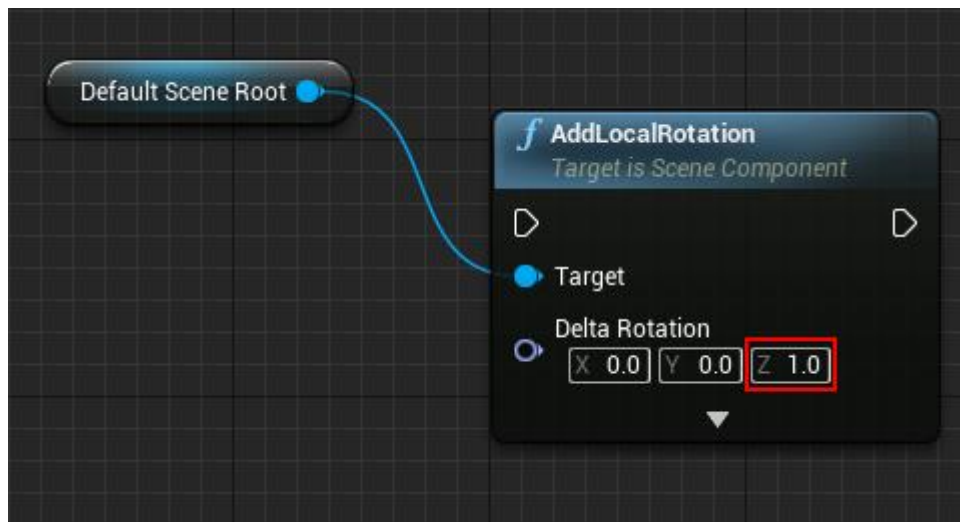 Default Scene Root
f AddLocalRotation
Target is Scene Component
Target
Delta Rotation
X 0.0 Y 0.0 Z 1.0